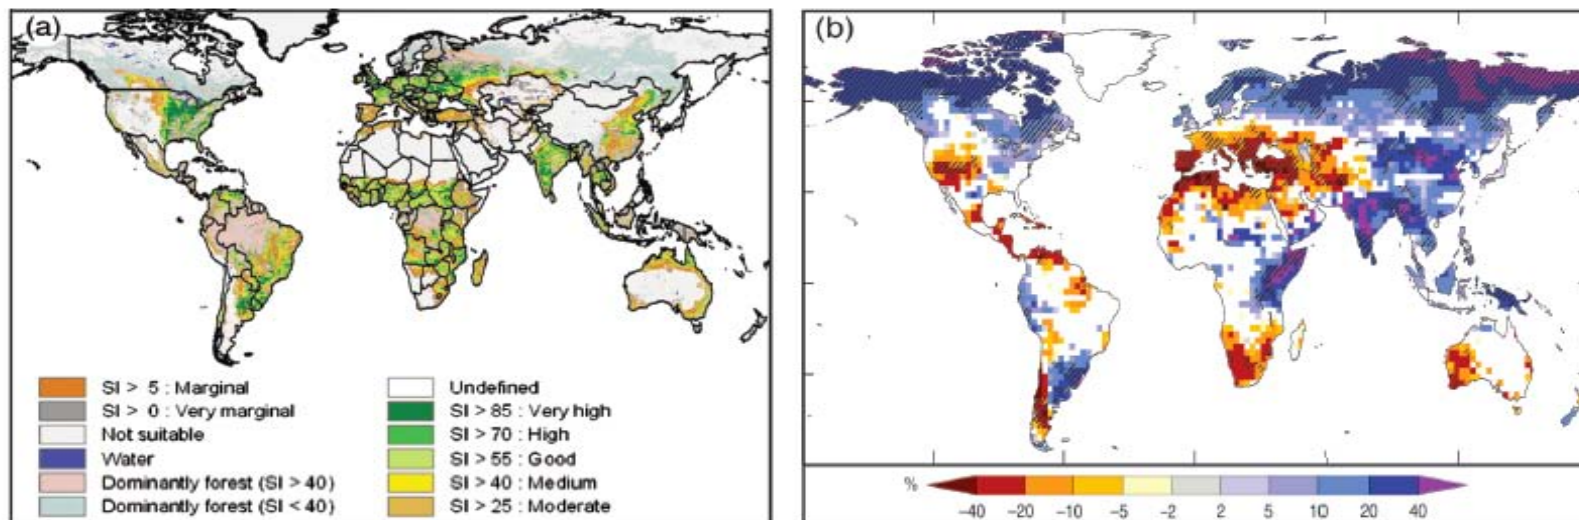 (a)
SI > 5 : Marginal
SI > 0 : Very marginal
Not suitable
Water
Dominantly forest (SI > 40)
Dominantly forest (SI < 40)
Undefined
SI > 85 : Very high
SI > 70 : High
SI > 55 : Good
SI > 40 : Medium
SI > 25 : Moderate
(b)
%
-40 -20 -10 -5 -2 2 5 10 20 40